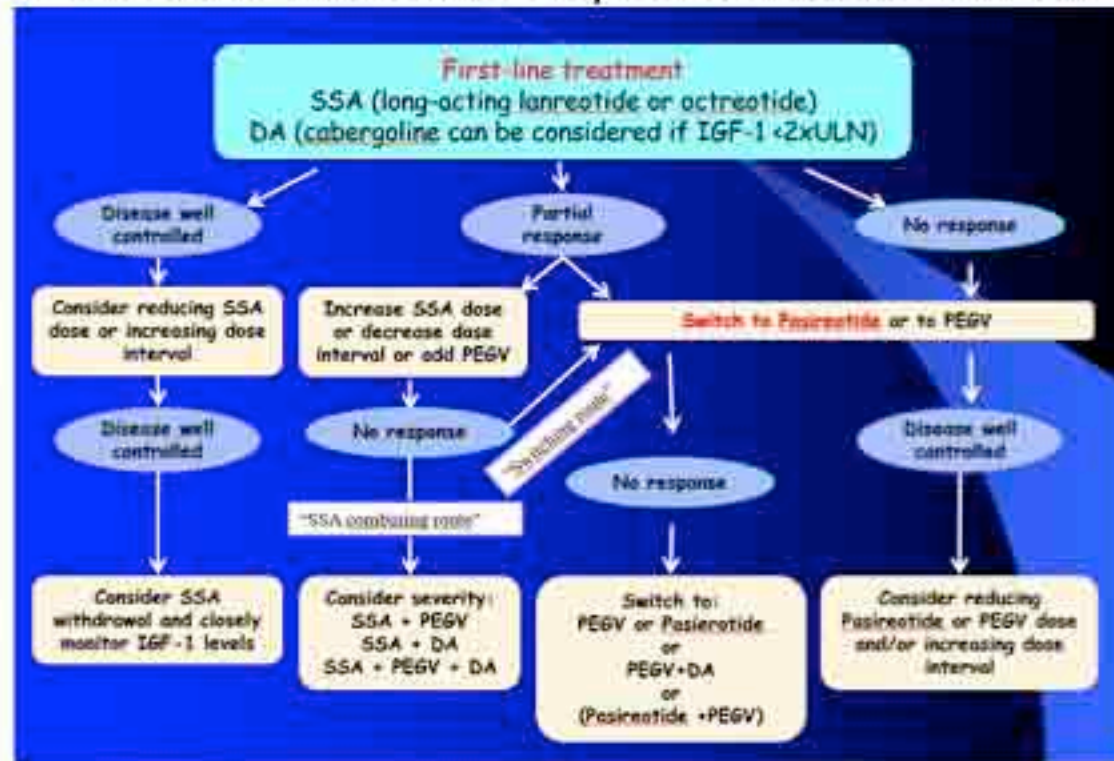 First-line treatment
SSA (long-acting lanreotide or octreotide)
DA (cabergoline can be considered if IGF-1 <2xULN)
Disease well
controlled
Partial
response
No response
Consider reducing SSA
dose or increasing dose
interval
Increase SSA dose
or decrease dose
interval or add PEGV
Switch to Pasireotide or to PEGV
Disease well
controlled
No response
"Switching route"
No response
Disease well
controlled
"SSA combining route"
Consider SSA
withdrawal and closely
monitor IGF-1 levels
Consider severity:
SSA + PEGV
SSA + DA
SSA + PEGV + DA
Switch to:
PEGV or Pasierotide
or
PEGV+DA
or
(Pasireotide +PEGV)
Consider reducing
Pasireotide or PEGV dose
and/or increasing dose
interval